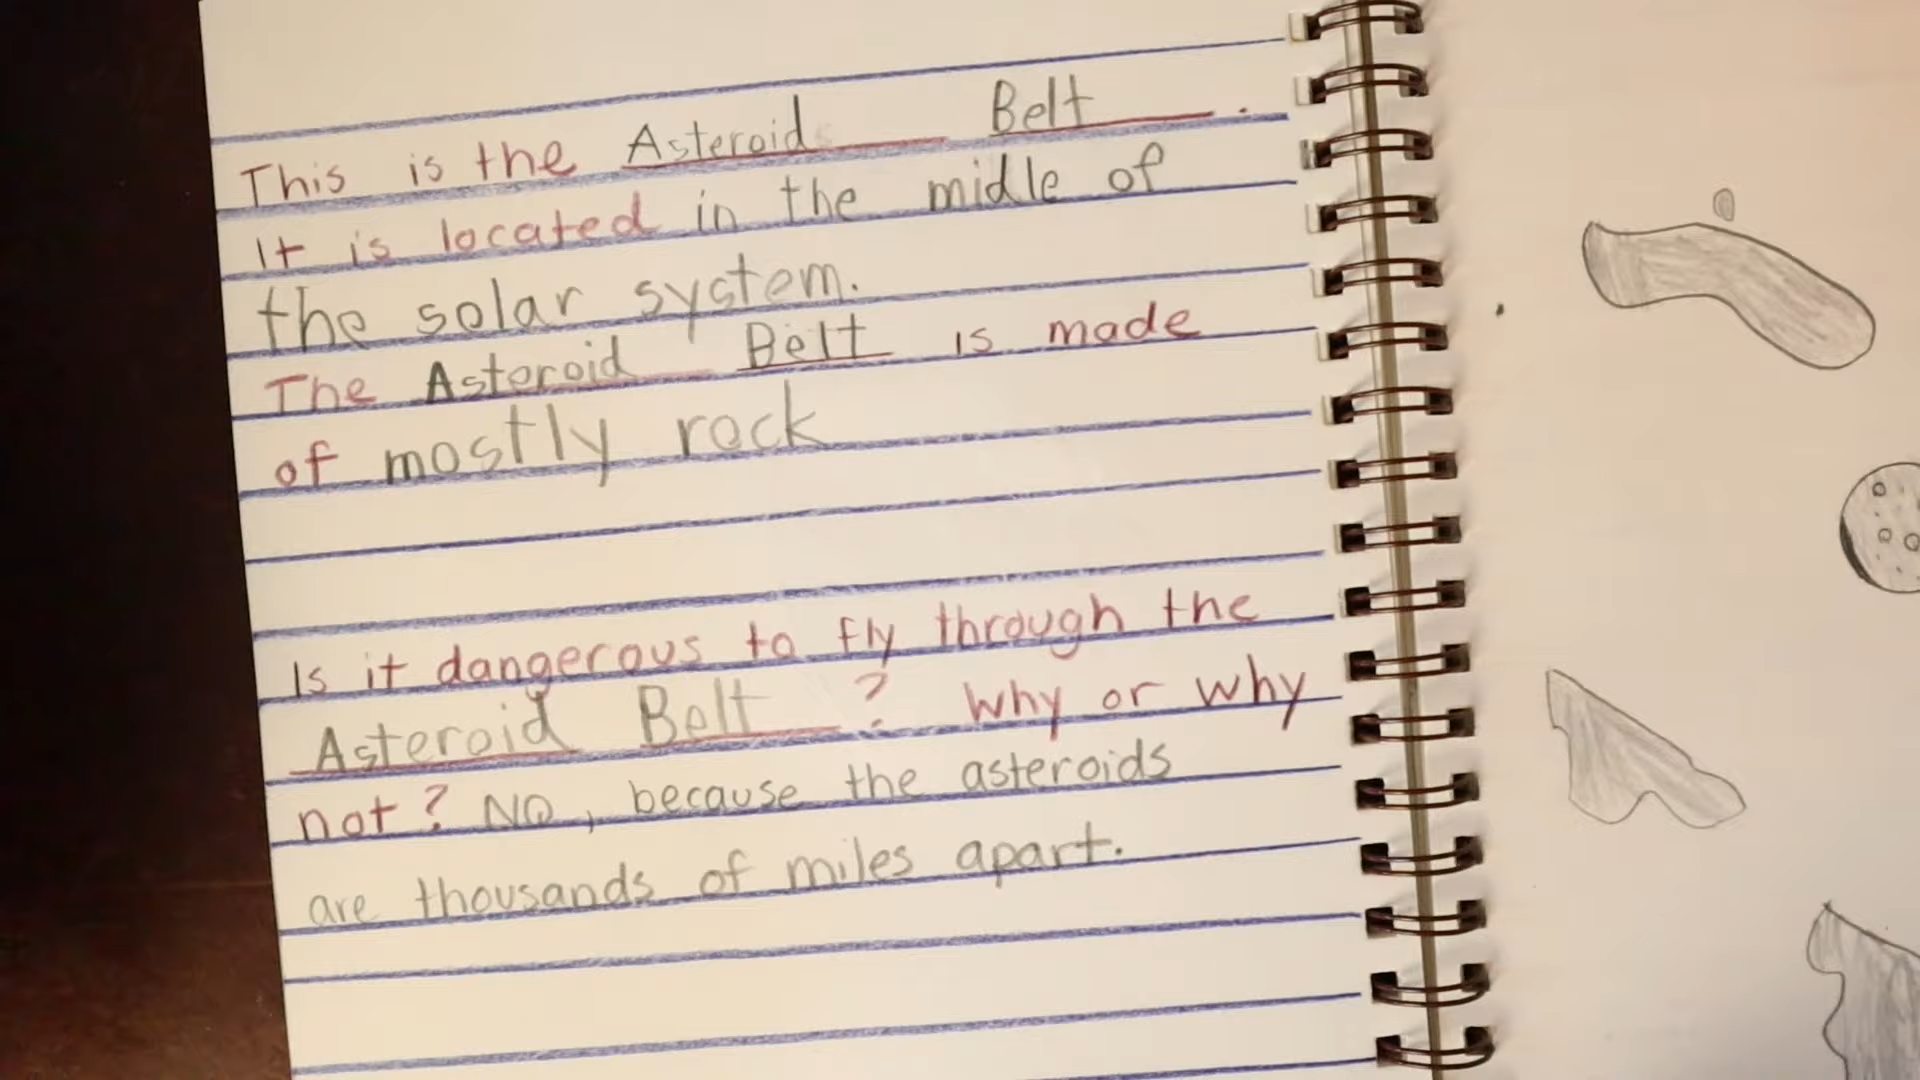 This is the Asteroid Belt.
It is located in the midle of
the solar system.
The Asteroid Belt is made
of mostly rock
Is it dangerous to fly through the
Asteroid Belt? Why or why
not? No, because the asteroids
are thousands of miles apart.